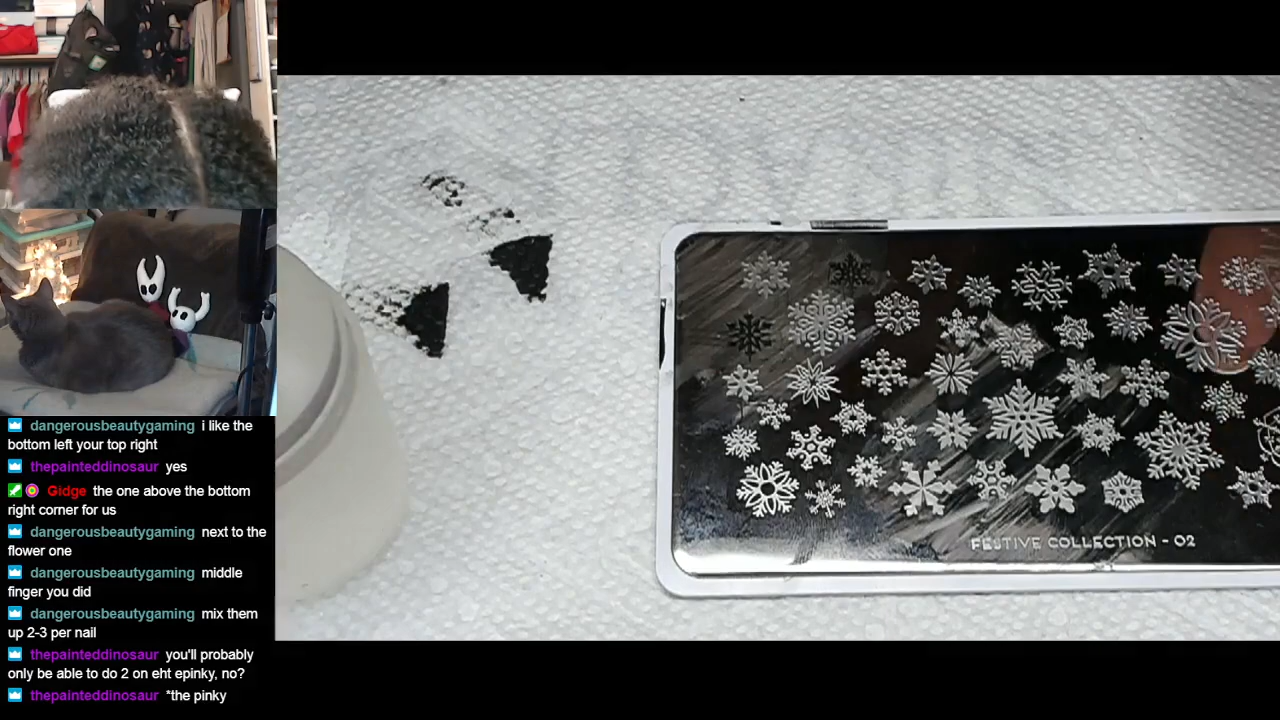 dangerousbeautygaming i like the
bottom left your top right
thepainteddinosaur yes
Gidge the one above the bottom
right corner for us
dangerousbeautygaming next to the
flower one
dangerousbeautygaming middle
finger you did
dangerousbeautygaming mix them
up 2-3 per nail
thepainteddinosaur you'll probably
only be able to do 2 on eht epinky, no?
thepainteddinosaur *the pinky
FESTIVE COLLECTION - 02